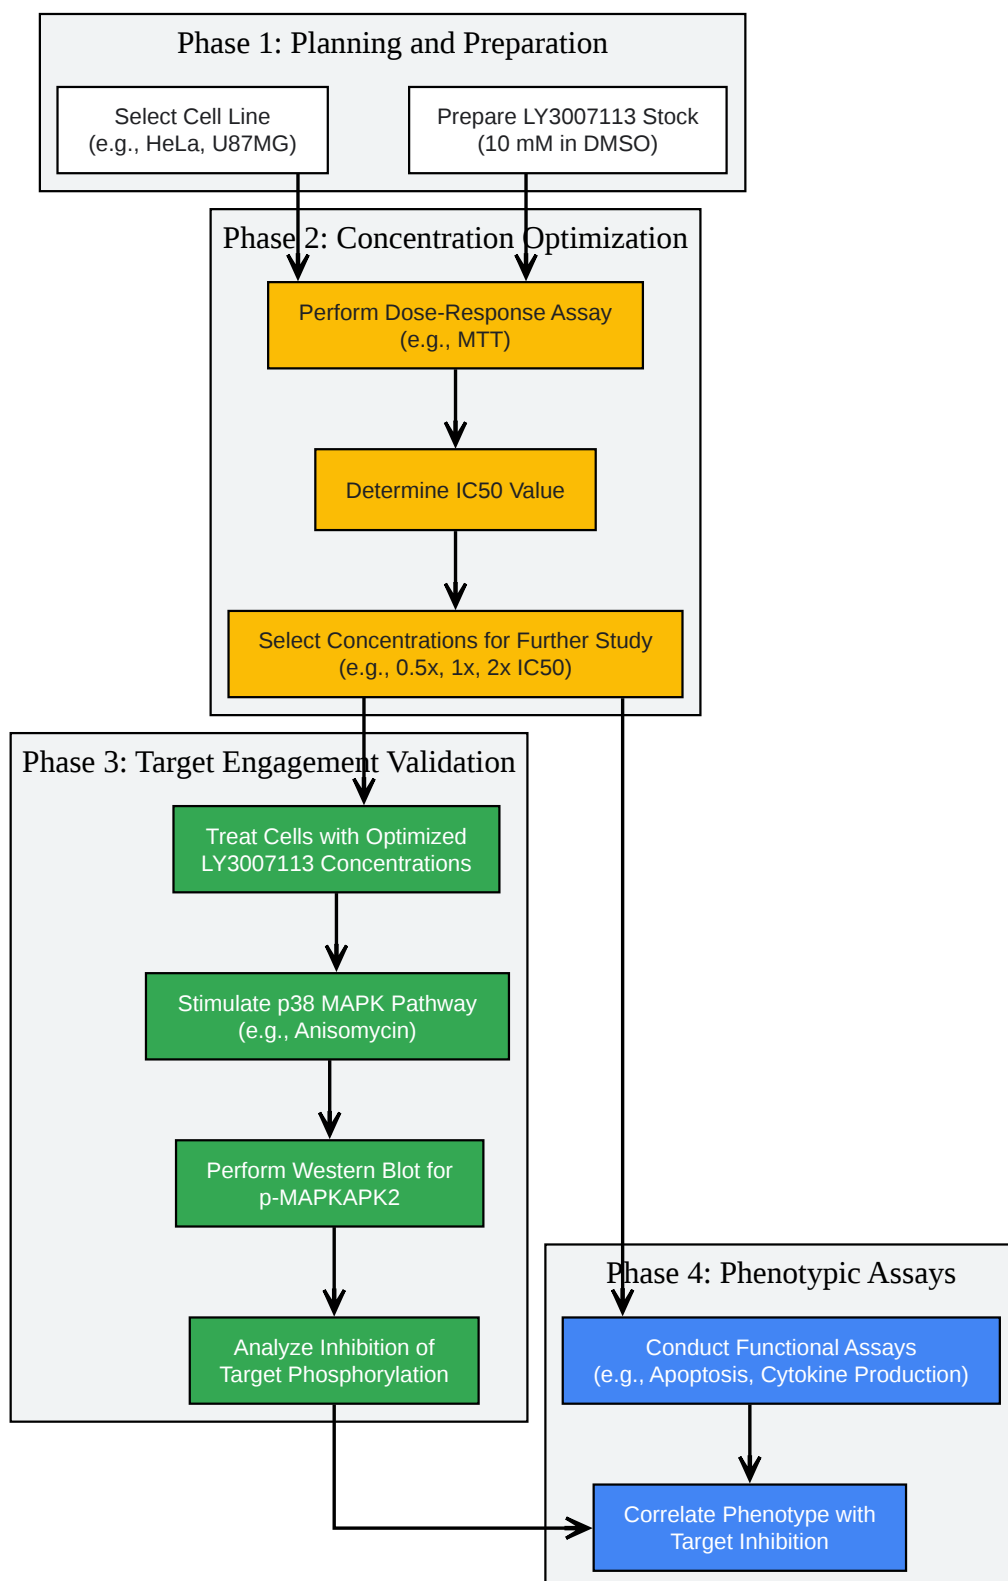 Phase 1: Planning and Preparation
Select Cell Line
(e.g., HeLa, U87MG)
Prepare LY3007113 Stock
(10 mM in DMSO)
Phase 2: Concentration Optimization
Perform Dose-Response Assay
(e.g., MTT)
Determine IC50 Value
Select Concentrations for Further Study
(e.g., 0.5x, 1x, 2x IC50)
Phase 3: Target Engagement Validation
Treat Cells with Optimized
LY3007113 Concentrations
Stimulate p38 MAPK Pathway
(e.g., Anisomycin)
Perform Western Blot for
p-MAPKAPK2
Analyze Inhibition of
Target Phosphorylation
Phase 4: Phenotypic Assays
Conduct Functional Assays
(e.g., Apoptosis, Cytokine Production)
Correlate Phenotype with
Target Inhibition